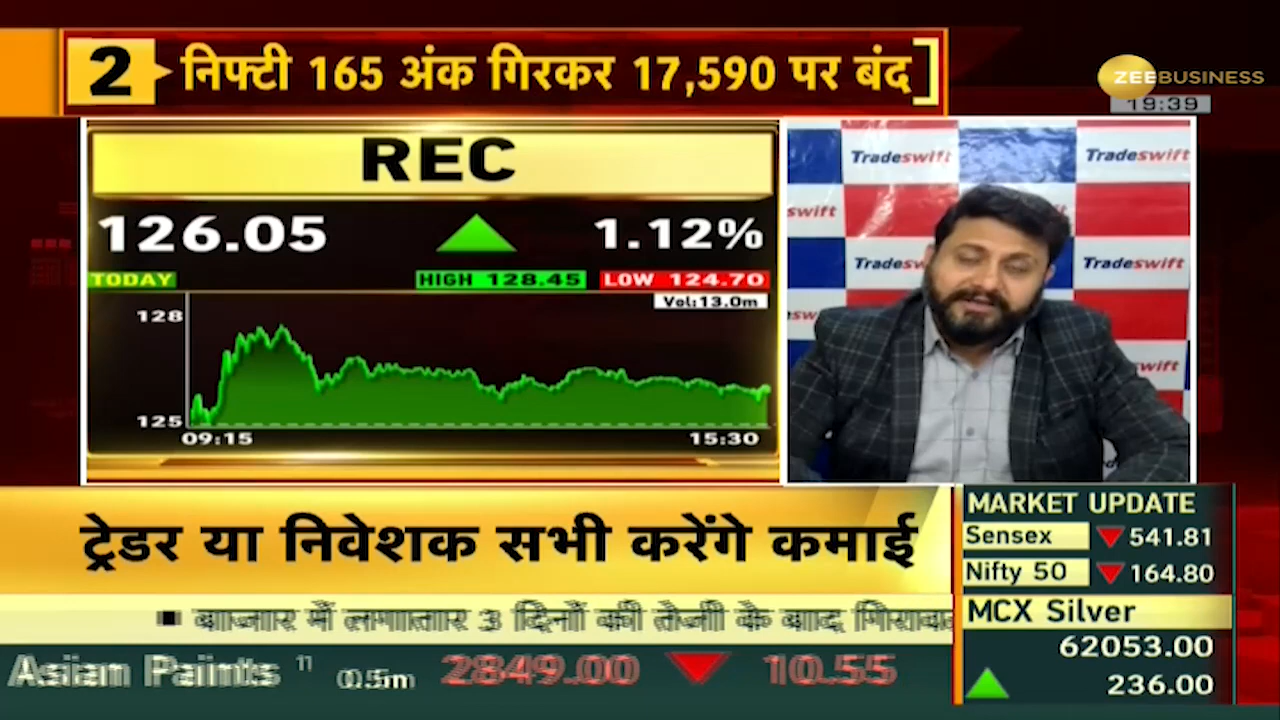 2 निफ्टी 165 अंक गिरकर 17,590 पर बंद
ZEEBUSINESS
19:39
REC
126.05 1.12%
TODAY HIGH 128.45 LOW 124.70
Vol:13.0m
128
125
09:15 15:30
Tradeswift Tradeswift
swift
Tradesw Tradeswift
swift
ट्रेडर या निवेशक सभी करेंगे कमाई
MARKET UPDATE
Sensex 541.81
Nifty 50 164.80
MCX Silver
62053.00
236.00
बाजार में लगातार 3 दिनों की तेजी के बाद
Asian Paints 0.5m 2849.00 10.55